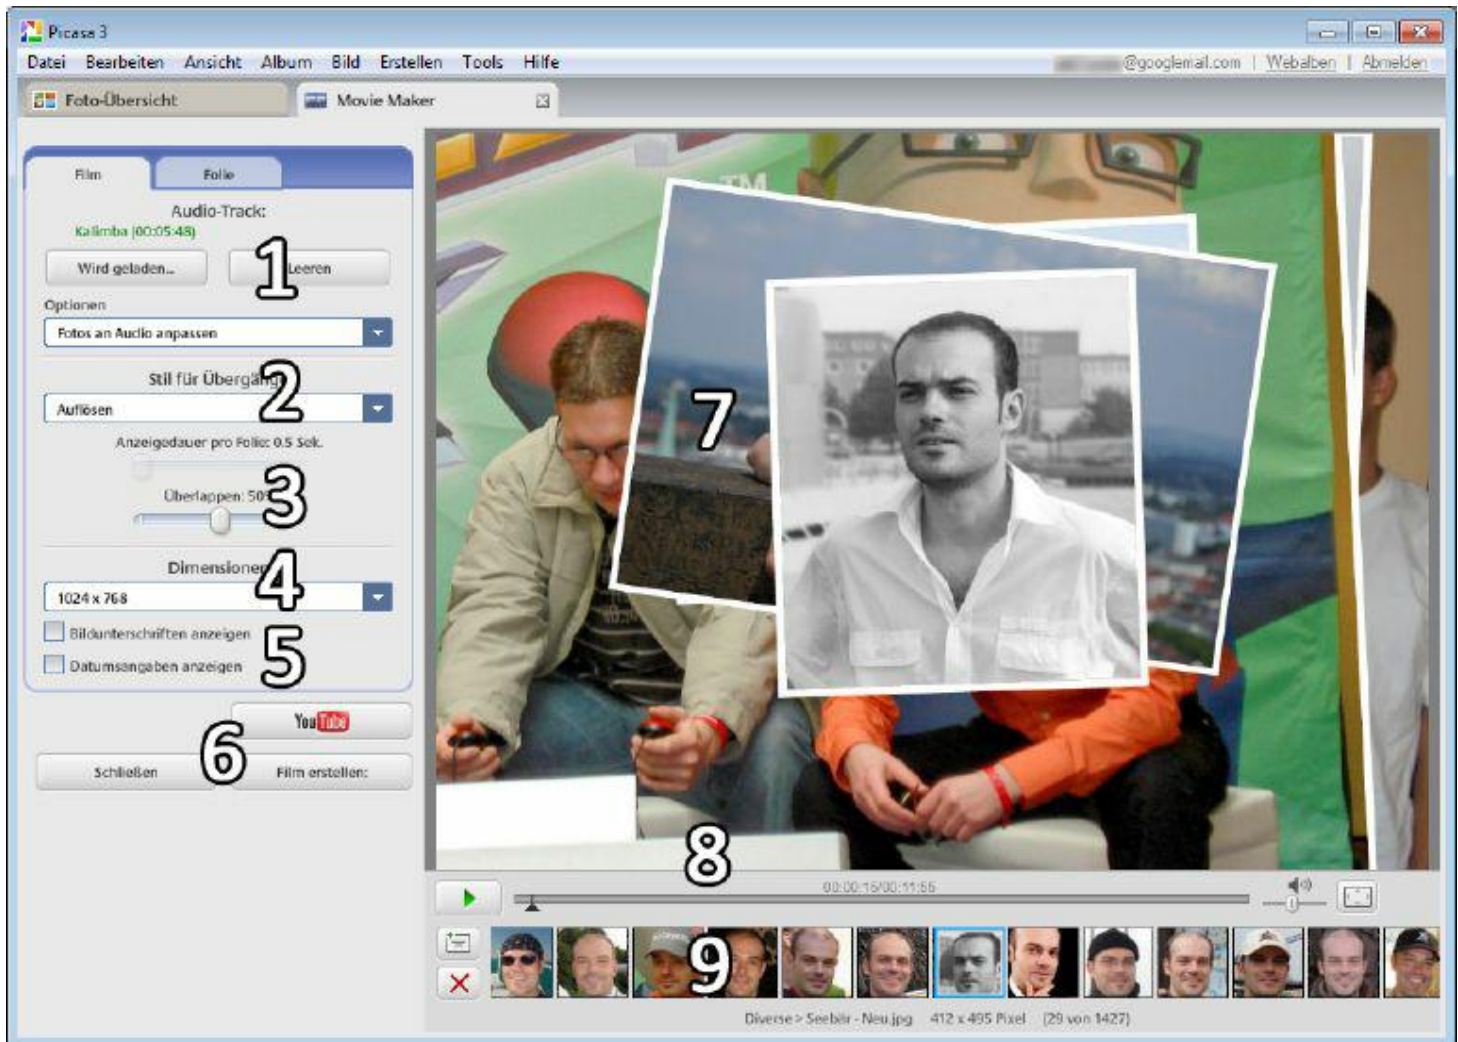 Picasa 3
Datei Bearbeiten Ansicht Album Bild Erstellen Tools Hilfe
@googlemail.com | Webalben | Abmelden
Foto-Übersicht
Movie Maker
Film
Folie
Audio-Track:
Kalimba (00:05:48)
1
Wird geladen...
Leeren
Optionen
Fotos an Audio anpassen
Stil für Übergäng
2
Auflösen
Anzeigedauer pro Folie: 0.5 Sek.
Überlappen: 50
3
Dimensionen
4
1024 x 768
Bildunterschriften anzeigen
5
Datumsangaben anzeigen
YouTube
6
Schließen
Film erstellen:
TM
7
8
00:00:15/00:11:55
9
Diverse > Seebär - Neu.jpg 412 x 495 Pixel (29 von 1427)